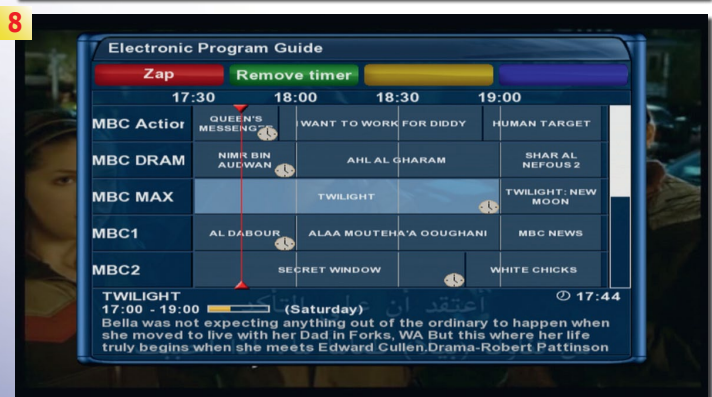 8
Electronic Program Guide
Zap Remove timer
17:30 18:00 18:30 19:00
MBC Action QUEEN'S MESSENGER I WANT TO WORK FOR DIDDY HUMAN TARGET
MBC DRAM NIMR BIN AUDWAN AHL AL GHARAM SHAR AL NEFOUS 2
MBC MAX TWILIGHT TWILIGHT: NEW MOON
MBC1 AL DABOUR ALAA MOUTEHA'A OOUGHANI MBC NEWS
MBC2 SECRET WINDOW WHITE CHICKS
TWILIGHT 17:44
17:00 - 19:00 (Saturday)
Bella was not expecting anything out of the ordinary to happen when
she moved to live with her Dad in Forks, WA But this where her life
truly begins when she meets Edward Cullen.Drama-Robert Pattinson
أعتقد أن على التأكد